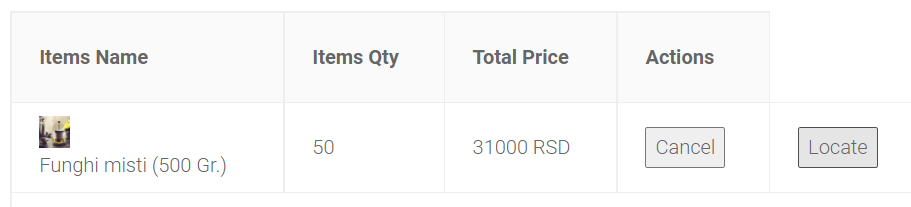 Items Name Items Qty Total Price Actions
50 31000 RSD Cancel Locate
Funghi misti (500 Gr.)